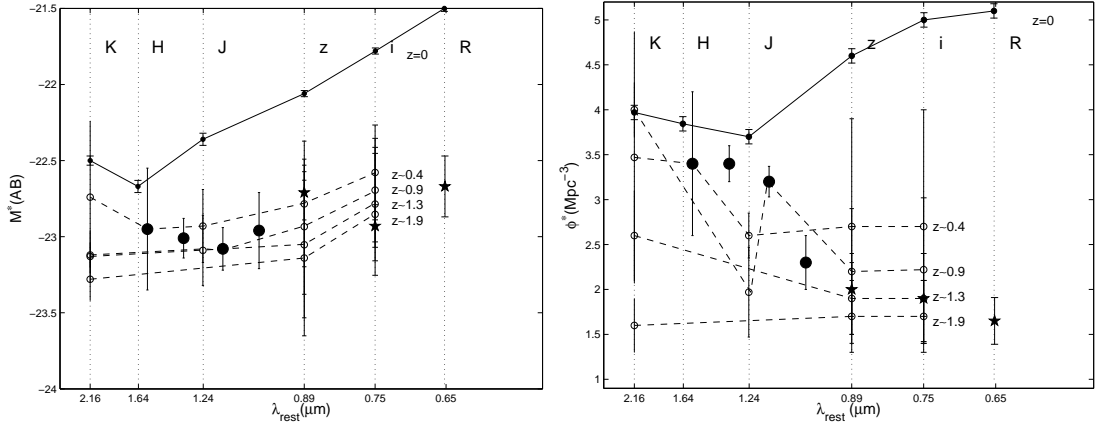 −21.5
−22
−22.5
−23
−23.5
−24
M*(AB)
K H J z i R
z=0
z~0.4
z~0.9
z~1.3
z~1.9
2.16 1.64 1.24 0.89 0.75 0.65
λrest(μm)
5
4.5
4
3.5
3
2.5
2
1.5
1
ϕ*(Mpc−3)
K H J z i R
z=0
z~0.4
z~0.9
z~1.3
z~1.9
2.16 1.64 1.24 0.89 0.75 0.65
λrest(μm)